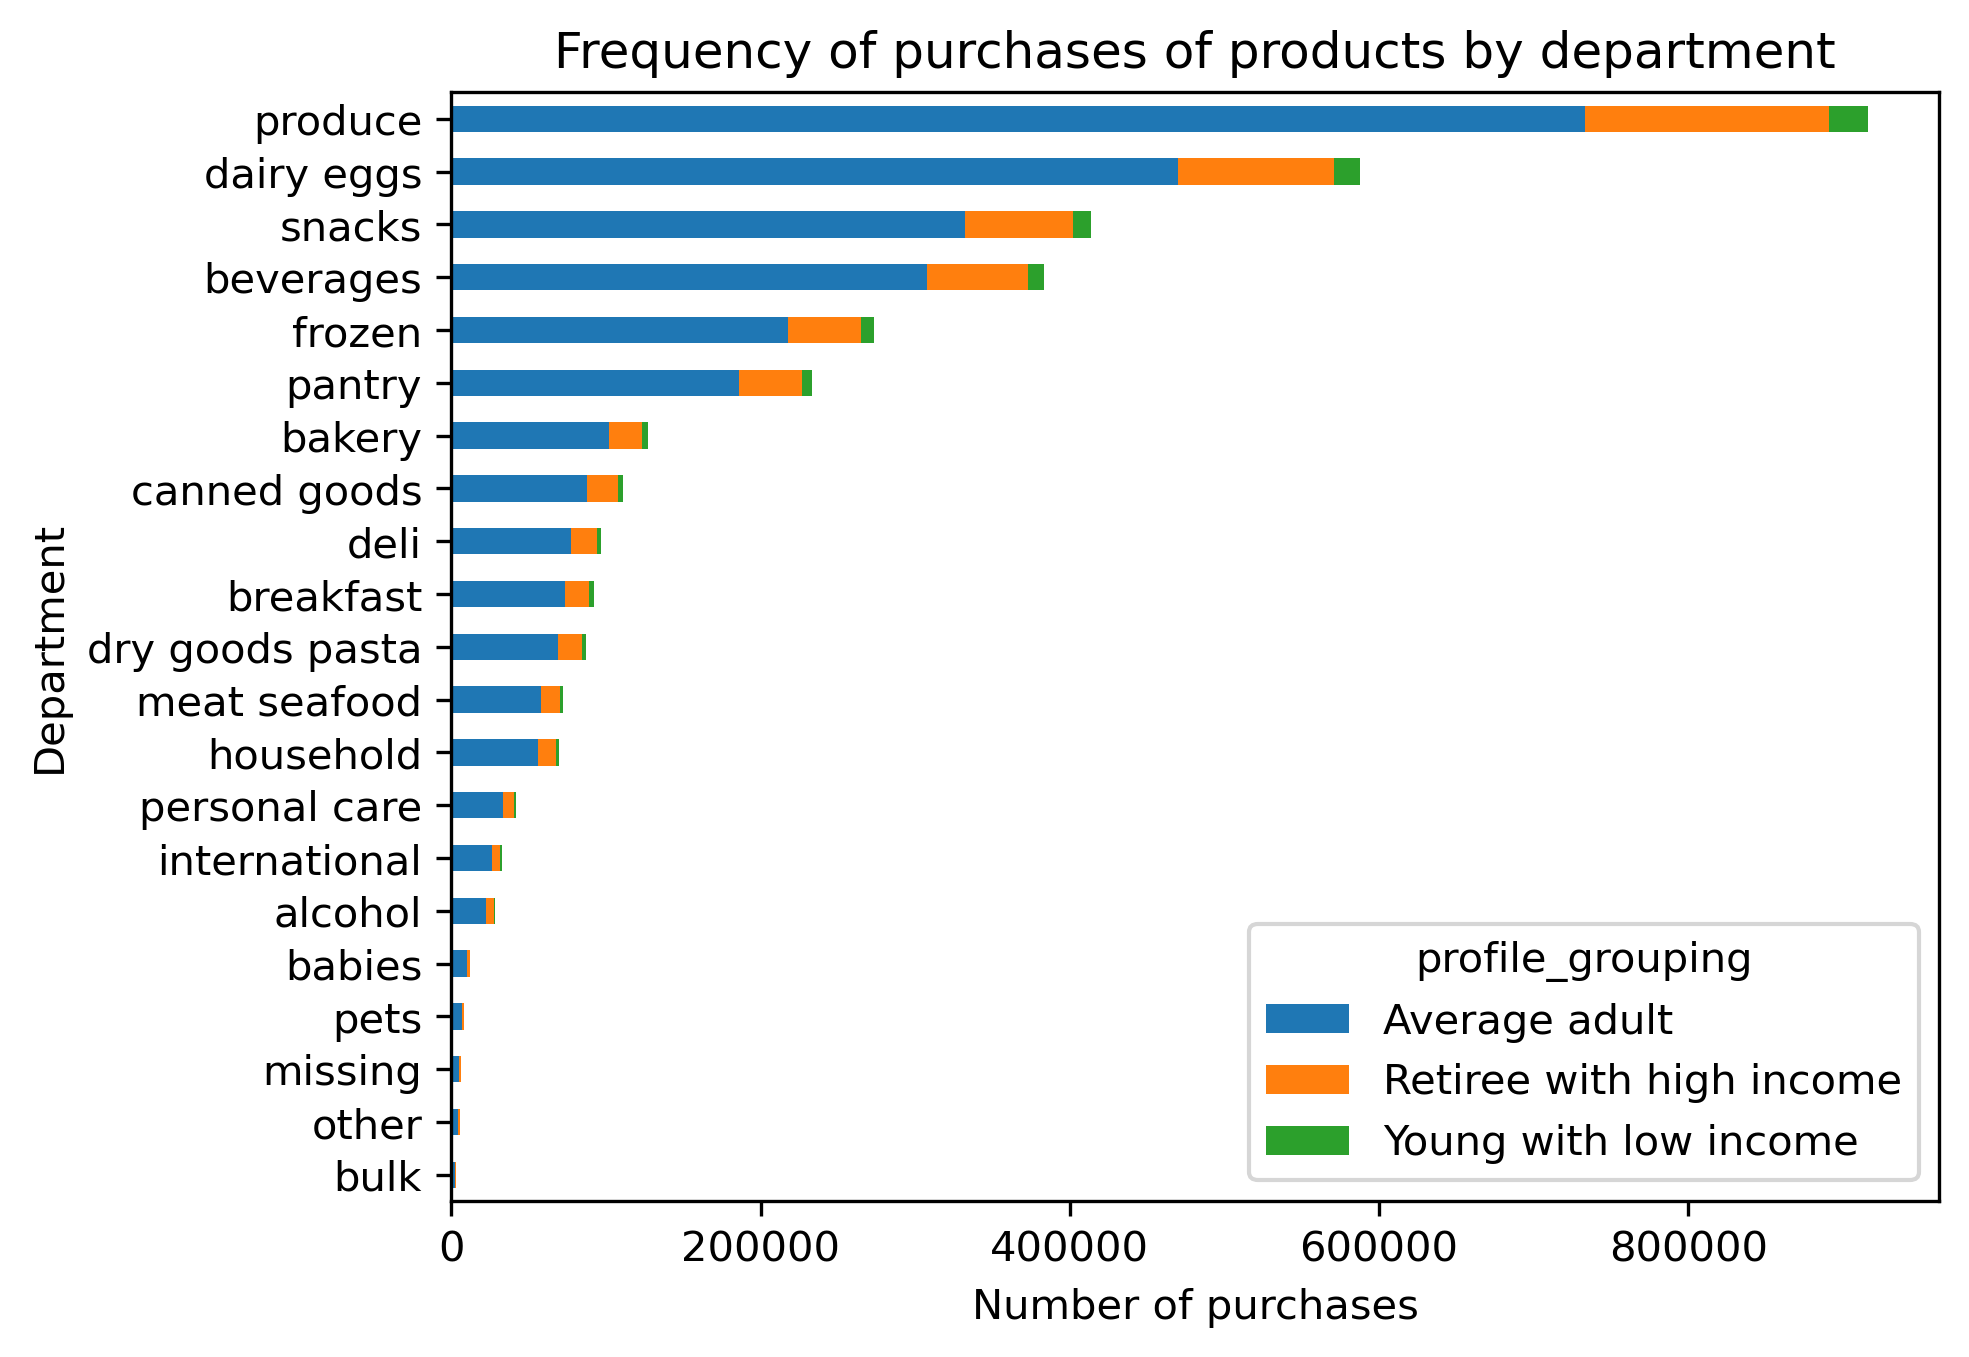 Frequency of purchases of products by department
produce
dairy eggs
snacks
beverages
frozen
pantry
bakery
canned goods
deli
breakfast
dry goods pasta
meat seafood
household
personal care
international
alcohol
babies
pets
missing
other
bulk
Department
0 200000 400000 600000 800000
Number of purchases
profile_grouping
Average adult
Retiree with high income
Young with low income